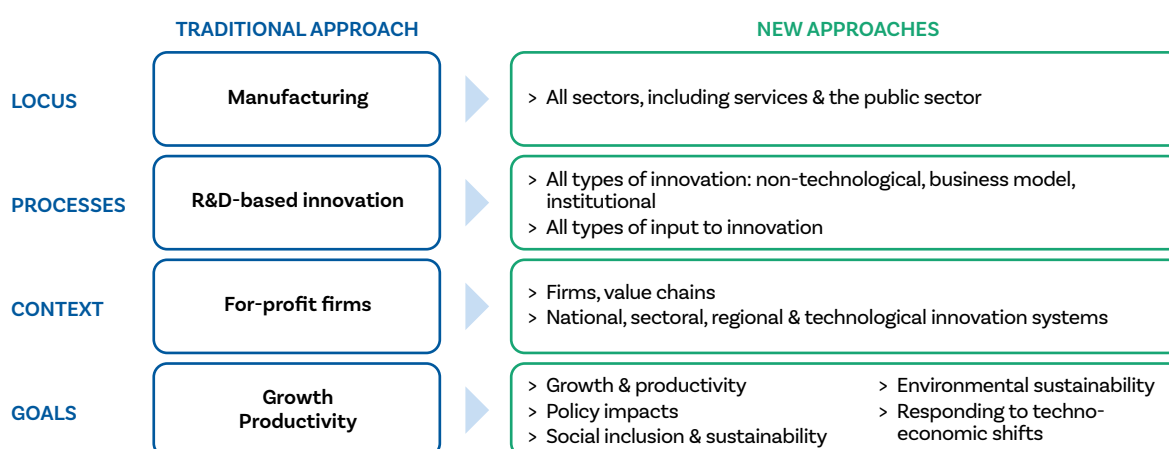 TRADITIONAL APPROACH
NEW APPROACHES
LOCUS
Manufacturing
> All sectors, including services & the public sector
PROCESSES
R&D-based innovation
> All types of innovation: non-technological, business model,
institutional
> All types of input to innovation
CONTEXT
For-profit firms
> Firms, value chains
> National, sectoral, regional & technological innovation systems
GOALS
Growth
Productivity
> Growth & productivity
> Policy impacts
> Social inclusion & sustainability
> Environmental sustainability
> Responding to techno-
economic shifts